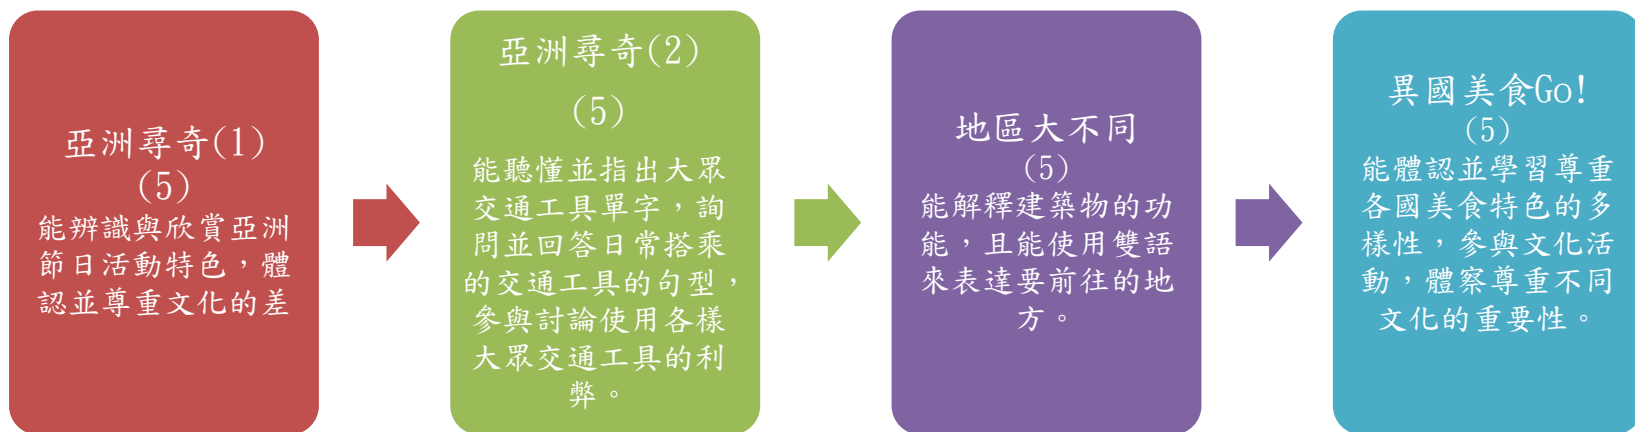 亞洲尋奇(1)
(5)
能辨識與欣賞亞洲
節日活動特色，體
認並尊重文化的差
亞洲尋奇(2)
(5)
能聽懂並指出大眾
交通工具單字，詢
問並回答日常搭乘
的交通工具的句型，
參與討論使用各樣
大眾交通工具的利
弊。
地區大不同
(5)
能解釋建築物的功
能，且能使用雙語
來表達要前往的地
方。
異國美食Go!
(5)
能體認並學習尊重
各國美食特色的多
樣性，參與文化活
動，體察尊重不同
文化的重要性。